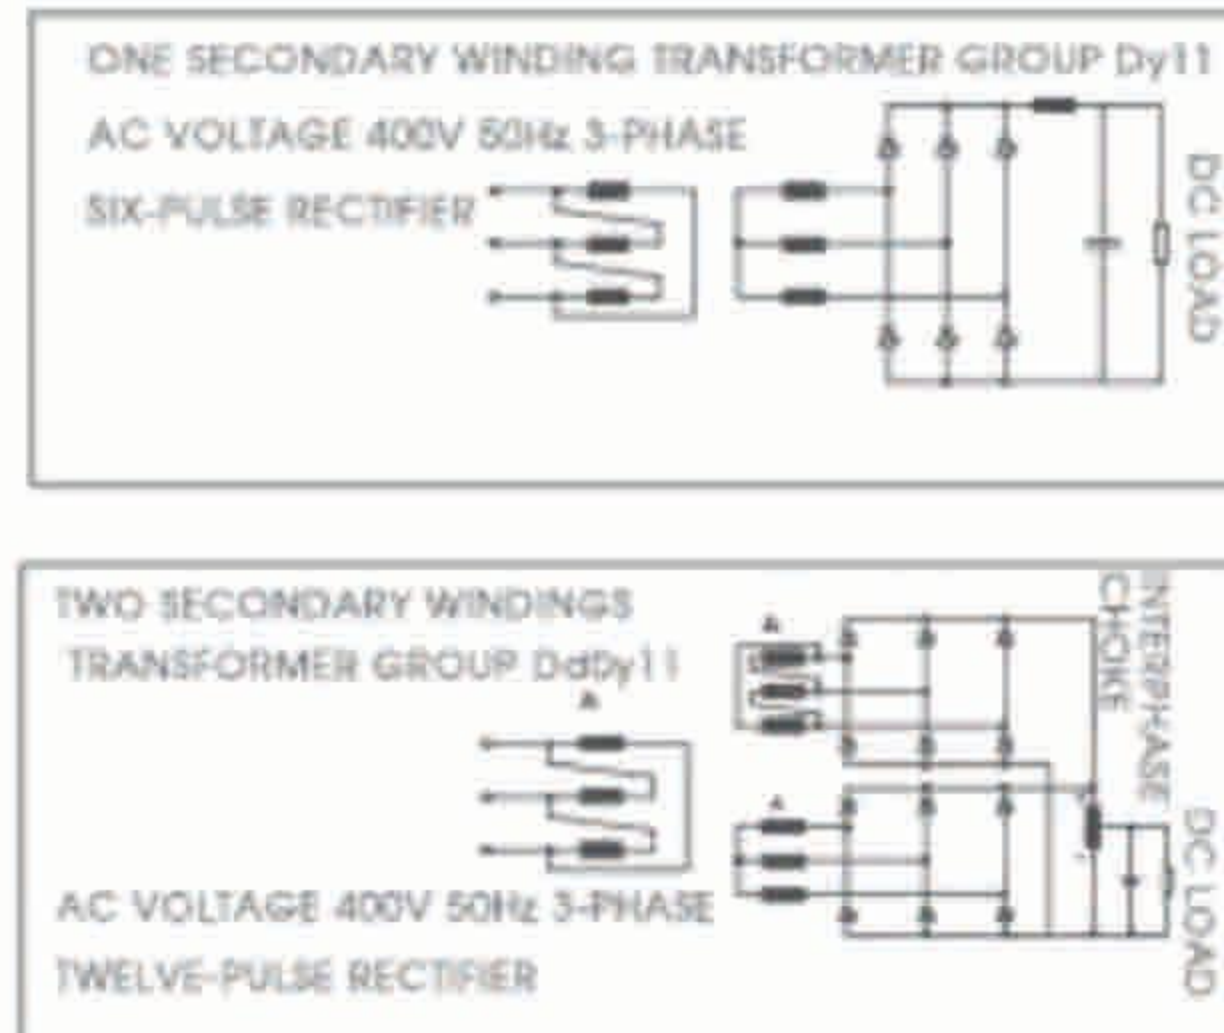 ONE SECONDARY WINDING TRANSFORMER GROUP Dy11
AC VOLTAGE 400V 50Hz 3-PHASE
SIX-PULSE RECTIFIER
DC LOAD
TWO SECONDARY WINDINGS
TRANSFORMER GROUP DdDy11
A
A
A
INTERPHASE
CHOKE
DC LOAD
AC VOLTAGE 400V 50Hz 3-PHASE
TWELVE-PULSE RECTIFIER